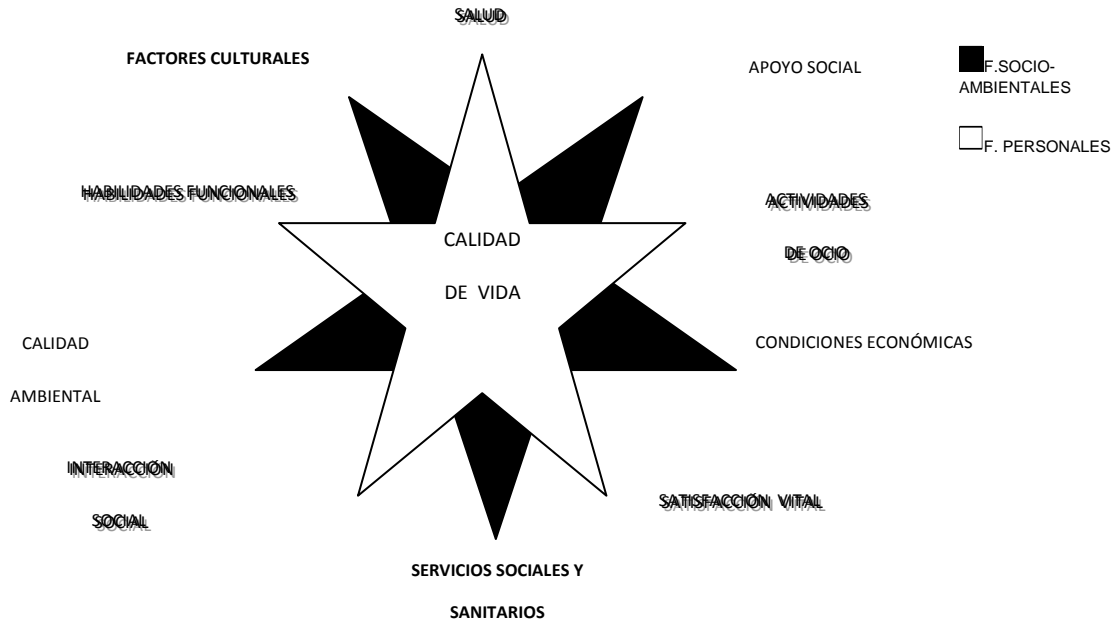 SALUD
FACTORES CULTURALES
APOYO SOCIAL
F.SOCIO-
AMBIENTALES
F. PERSONALES
HABILIDADES FUNCIONALES
ACTIVIDADES
DE OCIO
CALIDAD
DE VIDA
CALIDAD
AMBIENTAL
CONDICIONES ECONÓMICAS
INTERACCIÓN
SOCIAL
SATISFACCIÓN VITAL
SERVICIOS SOCIALES Y
SANITARIOS